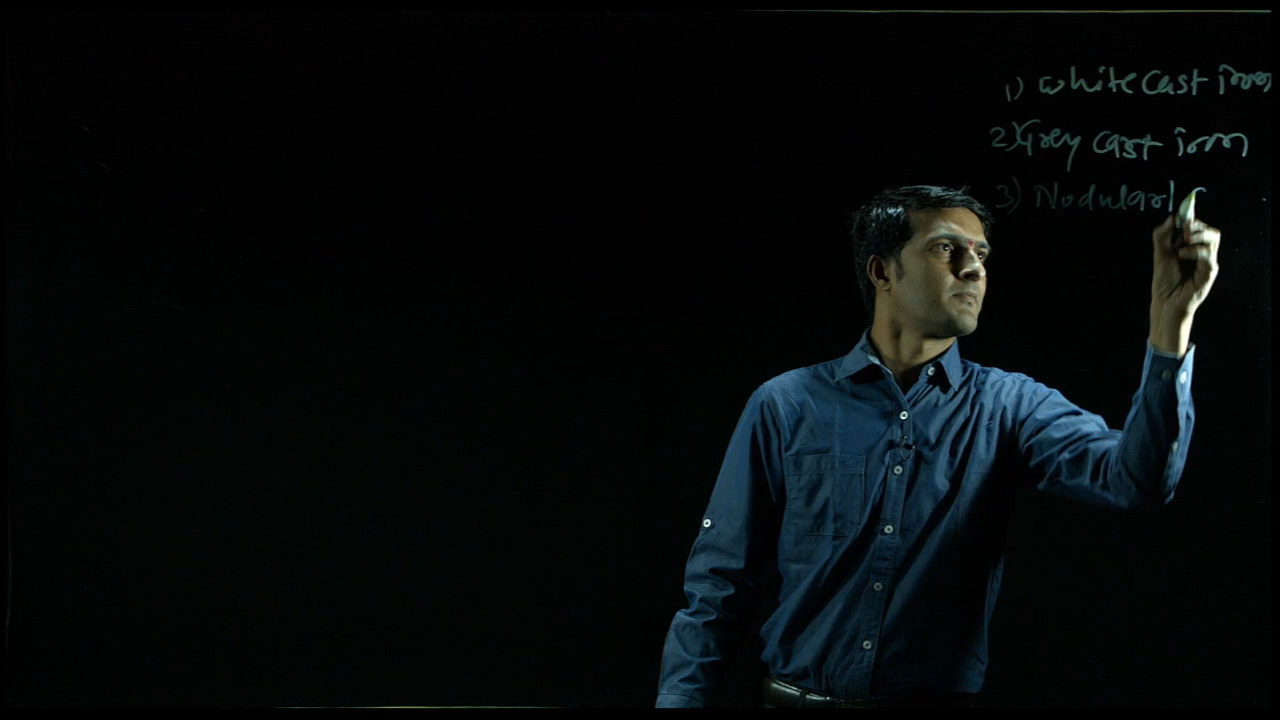 1) white cast iron
2) Grey cast iron
3) Nodular/